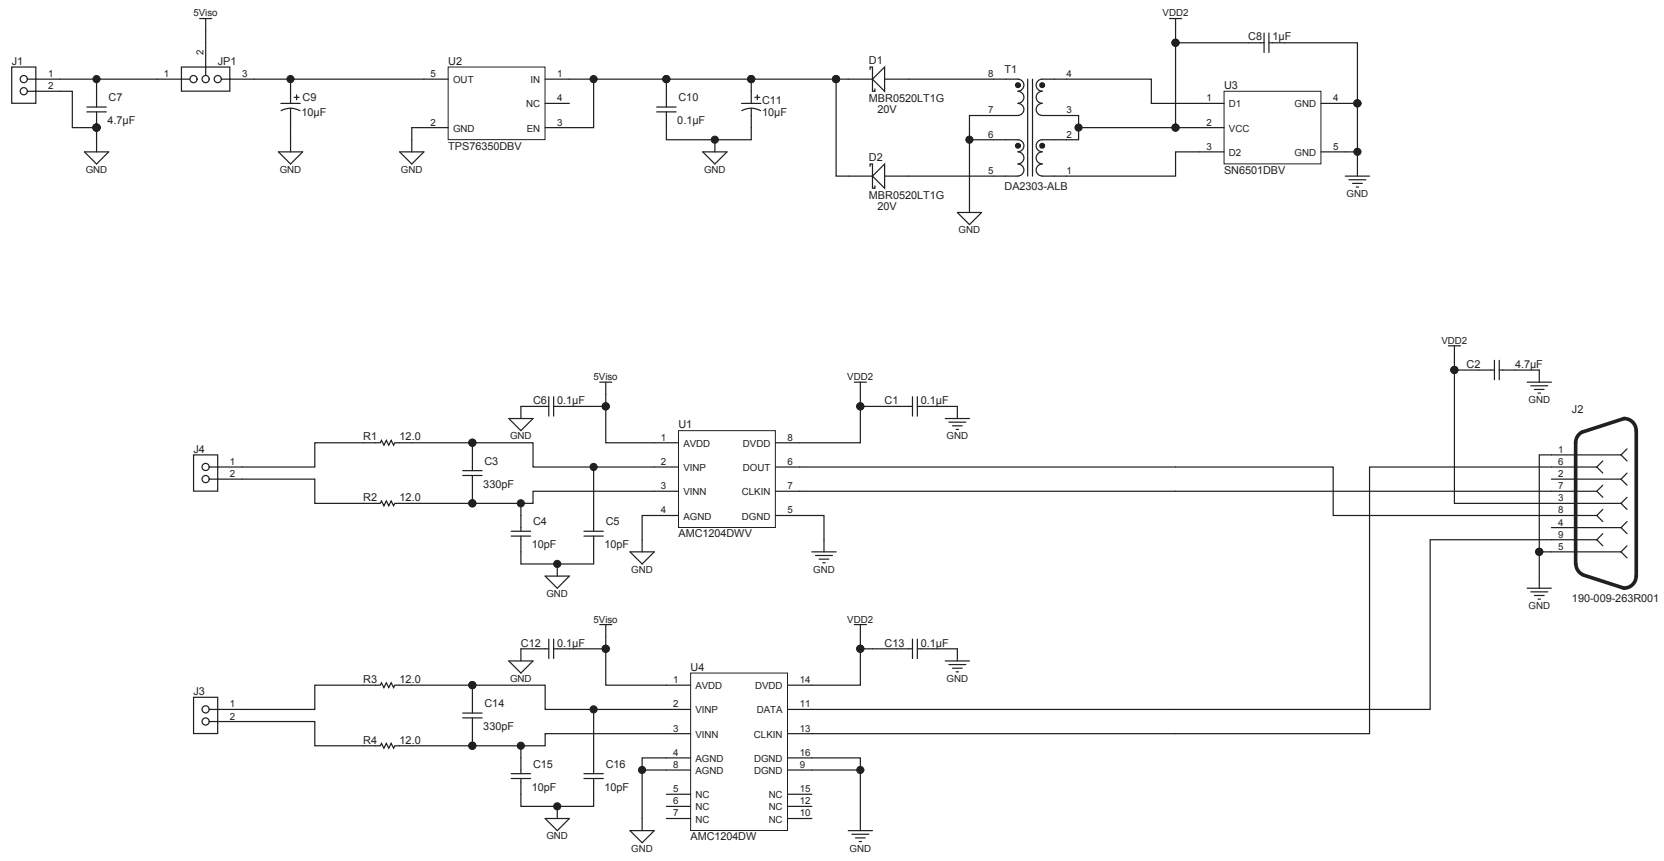 5Viso
VDD2
C8 1µF
J1
1
2
C7
4.7µF
GND
1
2
JP1
3
C9
10µF
GND
U2
5 OUT IN 1
NC 4
2 GND EN 3
TPS76350DBV
GND
C10
0.1µF
C11
10µF
GND
D1
MBR0520LT1G
20V
D2
MBR0520LT1G
20V
T1
8 4
7 3
6 2
5 1
DA2303-ALB
GND
U3
1 D1 GND 4
2 VCC
3 D2 GND 5
SN6501DBV
GND
VDD2
C2 4.7µF
GND
5Viso
C6 0.1µF
GND
VDD2
C1 0.1µF
GND
J4
1
2
R1 12.0
C3
330pF
R2 12.0
C4
10pF
C5
10pF
GND
U1
1 AVDD DVDD 8
2 VINP DOUT 6
3 VINN CLKIN 7
4 AGND DGND 5
AMC1204DWV
GND
GND
J2
1
6
2
7
3
8
4
9
5
190-009-263R001
GND
5Viso
C12 0.1µF
GND
VDD2
C13 0.1µF
GND
J3
1
2
R3 12.0
C14
330pF
R4 12.0
C15
10pF
C16
10pF
GND
U4
1 AVDD DVDD 14
2 VINP DATA 11
3 VINN CLKIN 13
4 AGND DGND 16
8 AGND DGND 9
5 NC NC 15
6 NC NC 12
7 NC NC 10
AMC1204DW
GND
GND